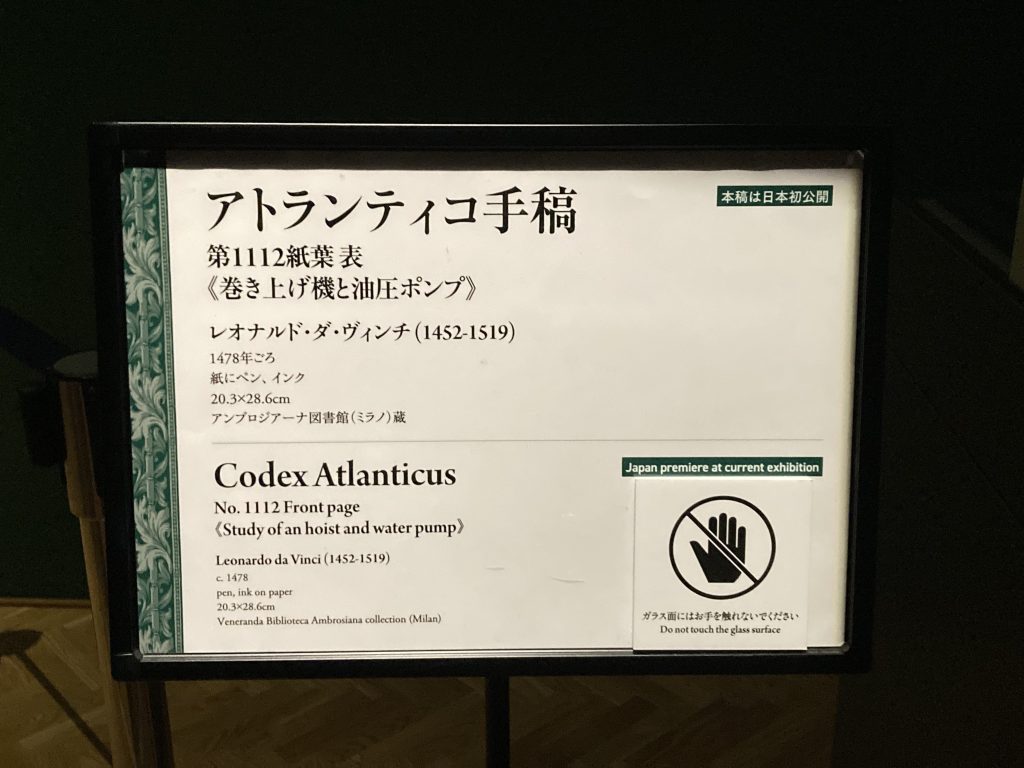 アトランティコ手稿
本稿は日本初公開
第1112紙葉 表
《巻き上げ機と油圧ポンプ》
レオナルド・ダ・ヴィンチ (1452-1519)
1478年ごろ
紙にペン、インク
20.3×28.6cm
アンブロジアーナ図書館(ミラノ)蔵
Codex Atlanticus
Japan premiere at current exhibition
No. 1112 Front page
《Study of an hoist and water pump》
Leonardo da Vinci (1452-1519)
c. 1478
pen, ink on paper
20.3×28.6cm
Veneranda Biblioteca Ambrosiana collection (Milan)
ガラス面にはお手を触れないでください
Do not touch the glass surface